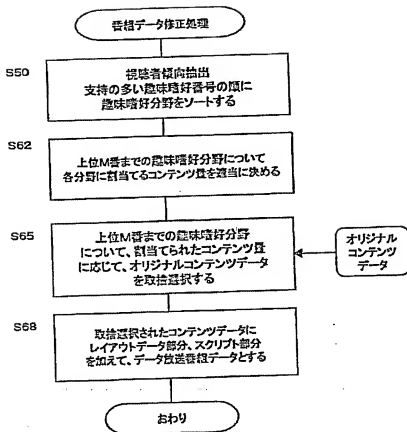 番組データ修正処理
S50
視聴者傾向抽出
支持の多い趣味嗜好番号の順に
趣味嗜好分野をソートする
S62
上位M番までの趣味嗜好分野について
各分野に割当てるコンテンツ量を適当に決める
S65
上位M番までの趣味嗜好分野
について、割当てられたコンテンツ量
に応じて、オリジナルコンテンツデータ
を取捨選択する
オリジナル
コンテンツ
データ
S68
取捨選択されたコンテンツデータに
レイアウトデータ部分、スクリプト部分
を加えて、データ放送番組データとする
おわり